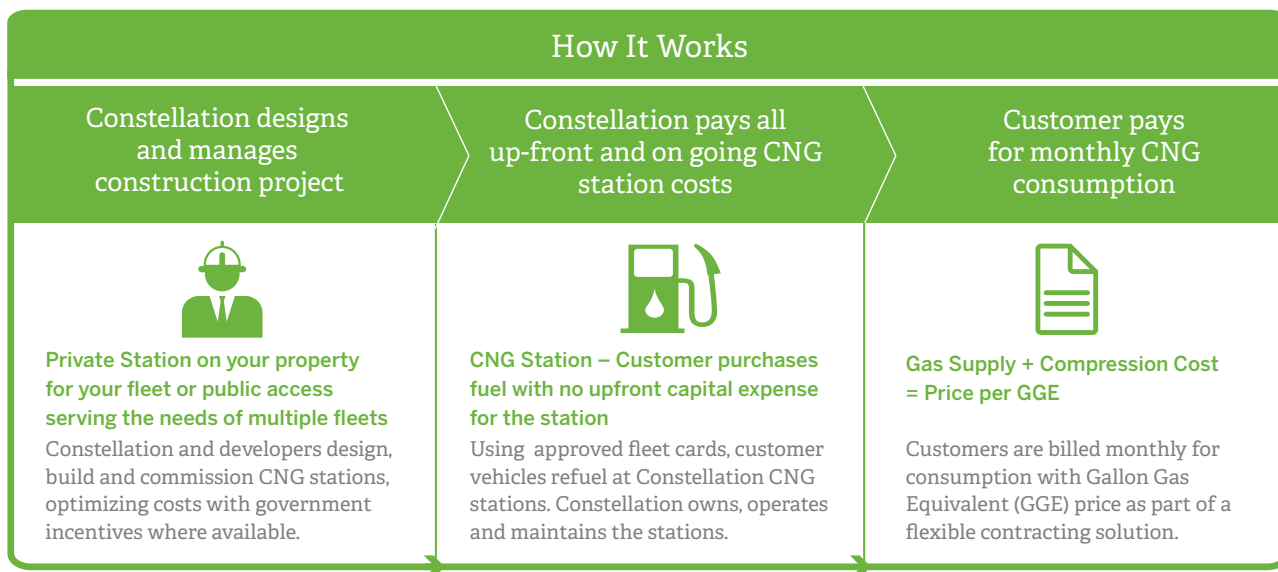 How It Works
Constellation designs
and manages
construction project
Constellation pays all
up-front and on going CNG
station costs
Customer pays
for monthly CNG
consumption
Private Station on your property
for your fleet or public access
serving the needs of multiple fleets
Constellation and developers design,
build and commission CNG stations,
optimizing costs with government
incentives where available.
CNG Station – Customer purchases
fuel with no upfront capital expense
for the station
Using approved fleet cards, customer
vehicles refuel at Constellation CNG
stations. Constellation owns, operates
and maintains the stations.
Gas Supply + Compression Cost
= Price per GGE
Customers are billed monthly for
consumption with Gallon Gas
Equivalent (GGE) price as part of a
flexible contracting solution.